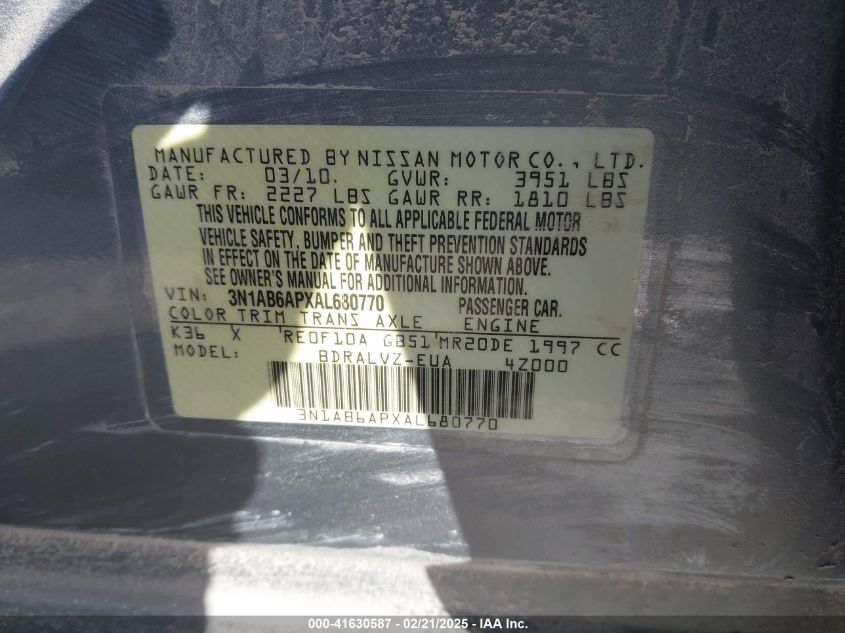 MANUFACTURED BY NISSAN MOTOR CO., LTD.
DATE: 03/10. GVWR: 3951 LBS
GAWR FR: 2227 LBS GAWR RR: 1810 LBS
THIS VEHICLE CONFORMS TO ALL APPLICABLE FEDERAL MOTOR
VEHICLE SAFETY, BUMPER AND THEFT PREVENTION STANDARDS
IN EFFECT ON THE DATE OF MANUFACTURE SHOWN ABOVE.
SEE OWNER'S MANUAL FOR ADDITIONAL INFORMATION.
VIN: 3N1AB6APXAL680770 PASSENGER CAR.
COLOR TRIM TRANS AXLE ENGINE
K36 X 'RE0F10A GB51'MR20DE 1997 CC
MODEL: BDRALVZ-EUA 4Z000
3N1AB6APXAL680770
000-41630587 - 02/21/2025 - IAA Inc.